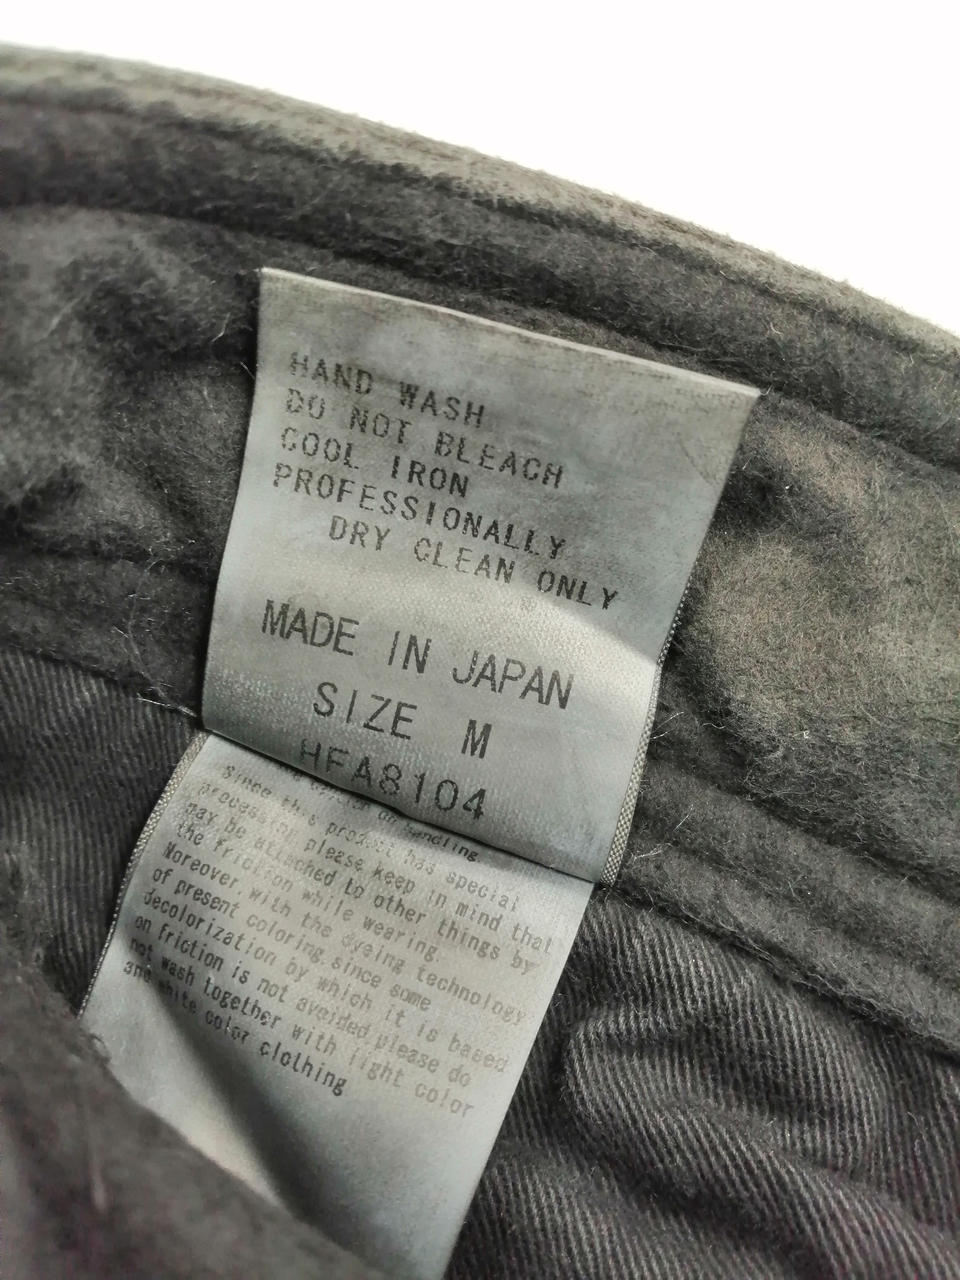 HAND WASH
DO NOT BLEACH
COOL IRON
PROFESSIONALLY
DRY CLEAN ONLY
MADE IN JAPAN
SIZE M
HFA8104
on handling
Since this product has special
processing, please keep in mind that
may be attached to other things by
the friction while wearing.
Moreover, with the dyeing technology
of present coloring, since some
decolorization by which it is based
on friction is not avoided, please do
not wash together with light color
and white color clothing